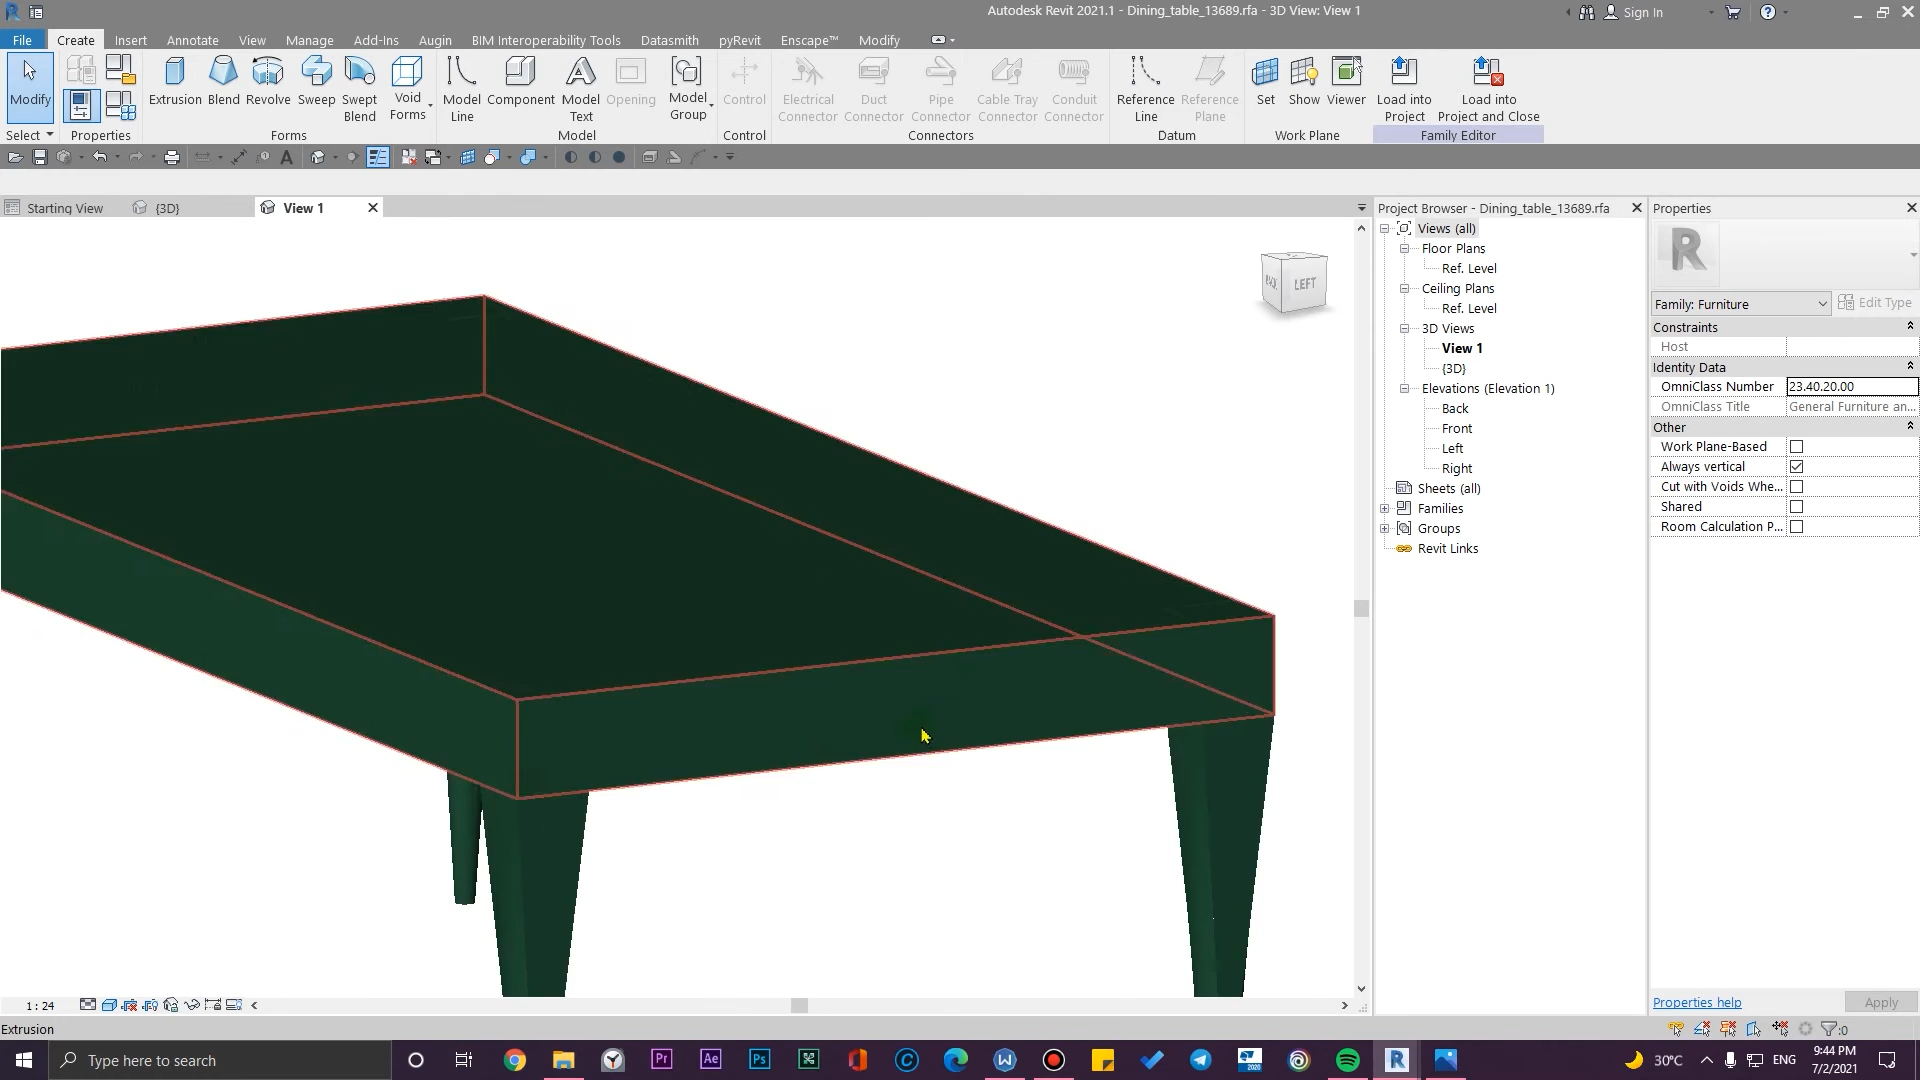 Autodesk Revit 2021.1 - Dining_table_13689.rfa - 3D View: View 1
Sign In
File Create Insert Annotate View Manage Add-Ins Augin BIM Interoperability Tools Datasmith pyRevit Enscape™ Modify
Modify
Extrusion Blend Revolve Sweep Swept Blend Void Forms
Model Line Component Model Text Opening Model Group
Control
Electrical Connector Duct Connector Pipe Connector Cable Tray Connector Conduit Connector
Reference Line Reference Plane
Set Show Viewer
Load into Project Load into Project and Close
Select Properties Forms Model Control Connectors Datum Work Plane Family Editor
Starting View {3D} View 1
BACK LEFT
Project Browser - Dining_table_13689.rfa
Views (all)
Floor Plans
Ref. Level
Ceiling Plans
Ref. Level
3D Views
View 1
{3D}
Elevations (Elevation 1)
Back
Front
Left
Right
Sheets (all)
Families
Groups
Revit Links
Properties
R
Family: Furniture Edit Type
Constraints
Host
Identity Data
OmniClass Number 23.40.20.00
OmniClass Title General Furniture an...
Other
Work Plane-Based
Always vertical
Cut with Voids Whe...
Shared
Room Calculation P...
Properties help Apply
1 : 24
Extrusion
:0
Type here to search
Pr Ae Ps
2020
30°C ENG
9:44 PM
7/2/2021